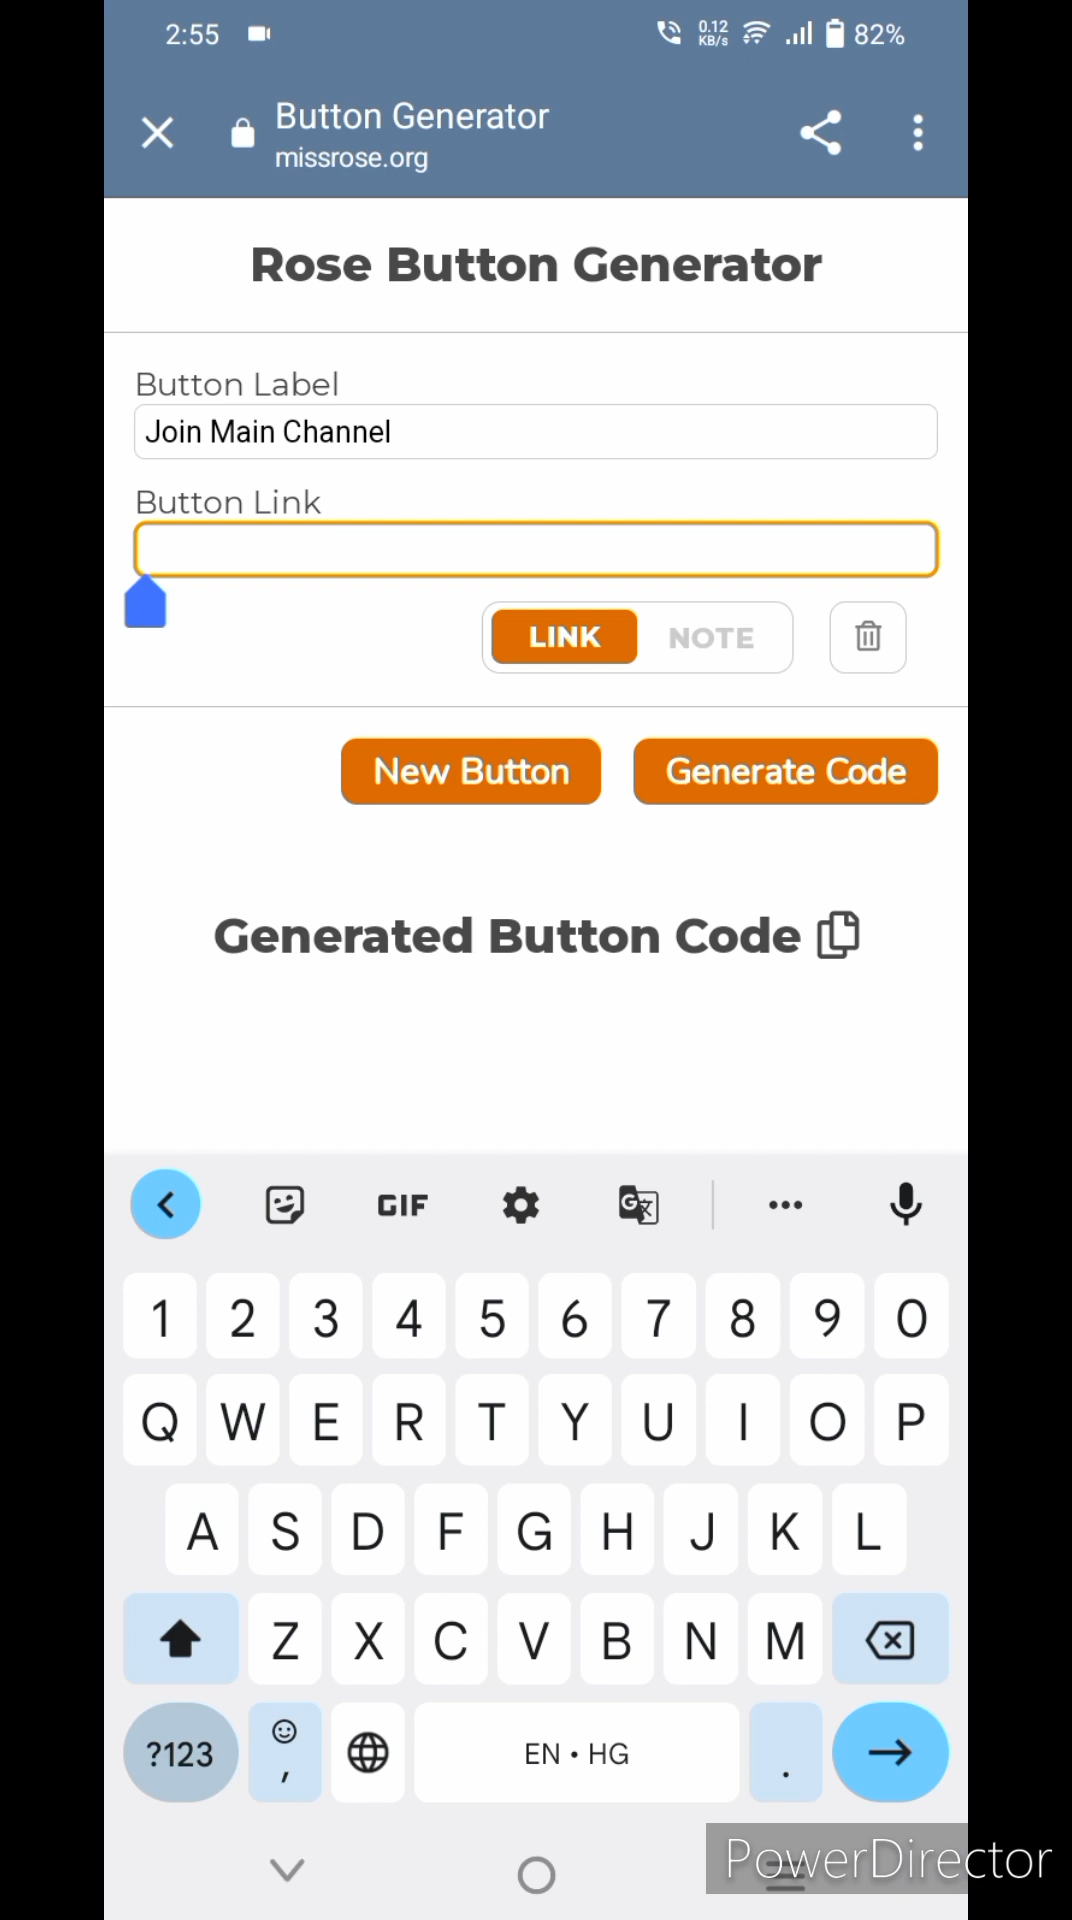 2:55
0.12
KB/s
82%
Button Generator
missrose.org
Rose Button Generator
Button Label
Join Main Channel
Button Link
LINK NOTE
New Button Generate Code
Generated Button Code
GIF
1 2 3 4 5 6 7 8 9 0
Q W E R T Y U I O P
A S D F G H J K L
Z X C V B N M
?123 , EN • HG .
PowerDirector